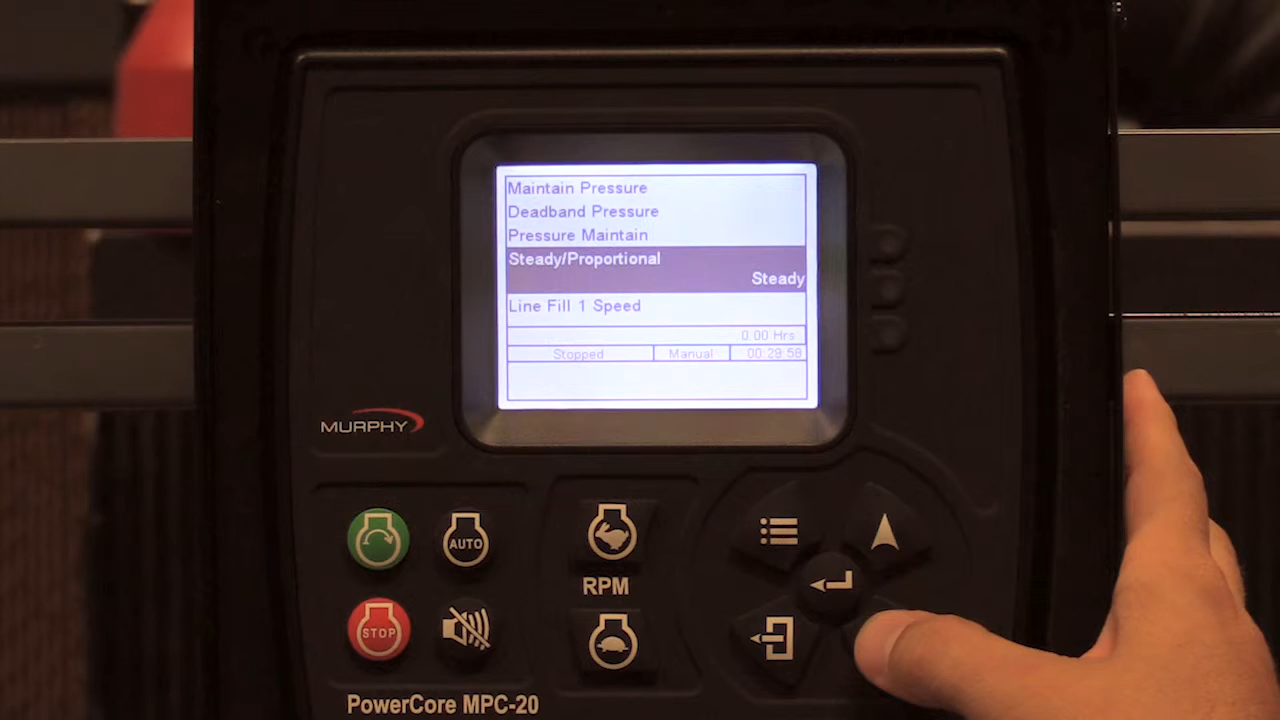 Maintain Pressure
Deadband Pressure
Pressure Maintain
Steady/Proportional
Steady
Line Fill 1 Speed
0.00 Hrs
Stopped Manual 00:29:58
MURPHY
AUTO
RPM
STOP
PowerCore MPC-20